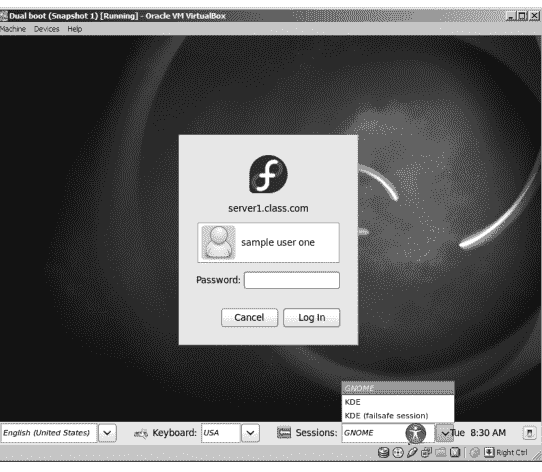 Dual boot (Snapshot 1) [Running] - Oracle VM VirtualBox
Machine Devices Help
server1.class.com
sample user one
Password:
Cancel Log In
GNOME
KDE
KDE (failsafe session)
English (United States) Keyboard: USA Sessions: GNOME Tue 8:30 AM
Right Ctrl